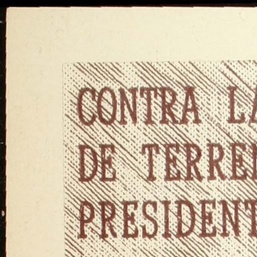 CONTRA LA
DE TERREN
PRESIDENT